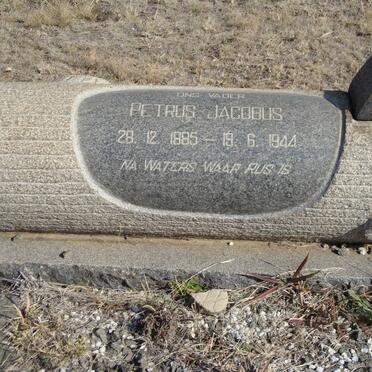 ONS VADER
PETRUS JACOBUS
28. 12. 1885 — 19. 6. 1944
NA WATERS WAAR RUS IS